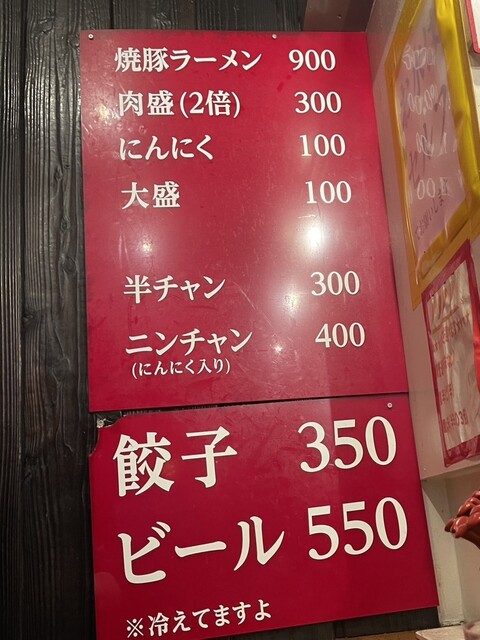 焼豚ラーメン 900
肉盛(2倍) 300
にんにく 100
大盛 100
半チャン 300
ニンチャン 400
(にんにく入り)
餃子 350
ビール 550
※冷えてますよ